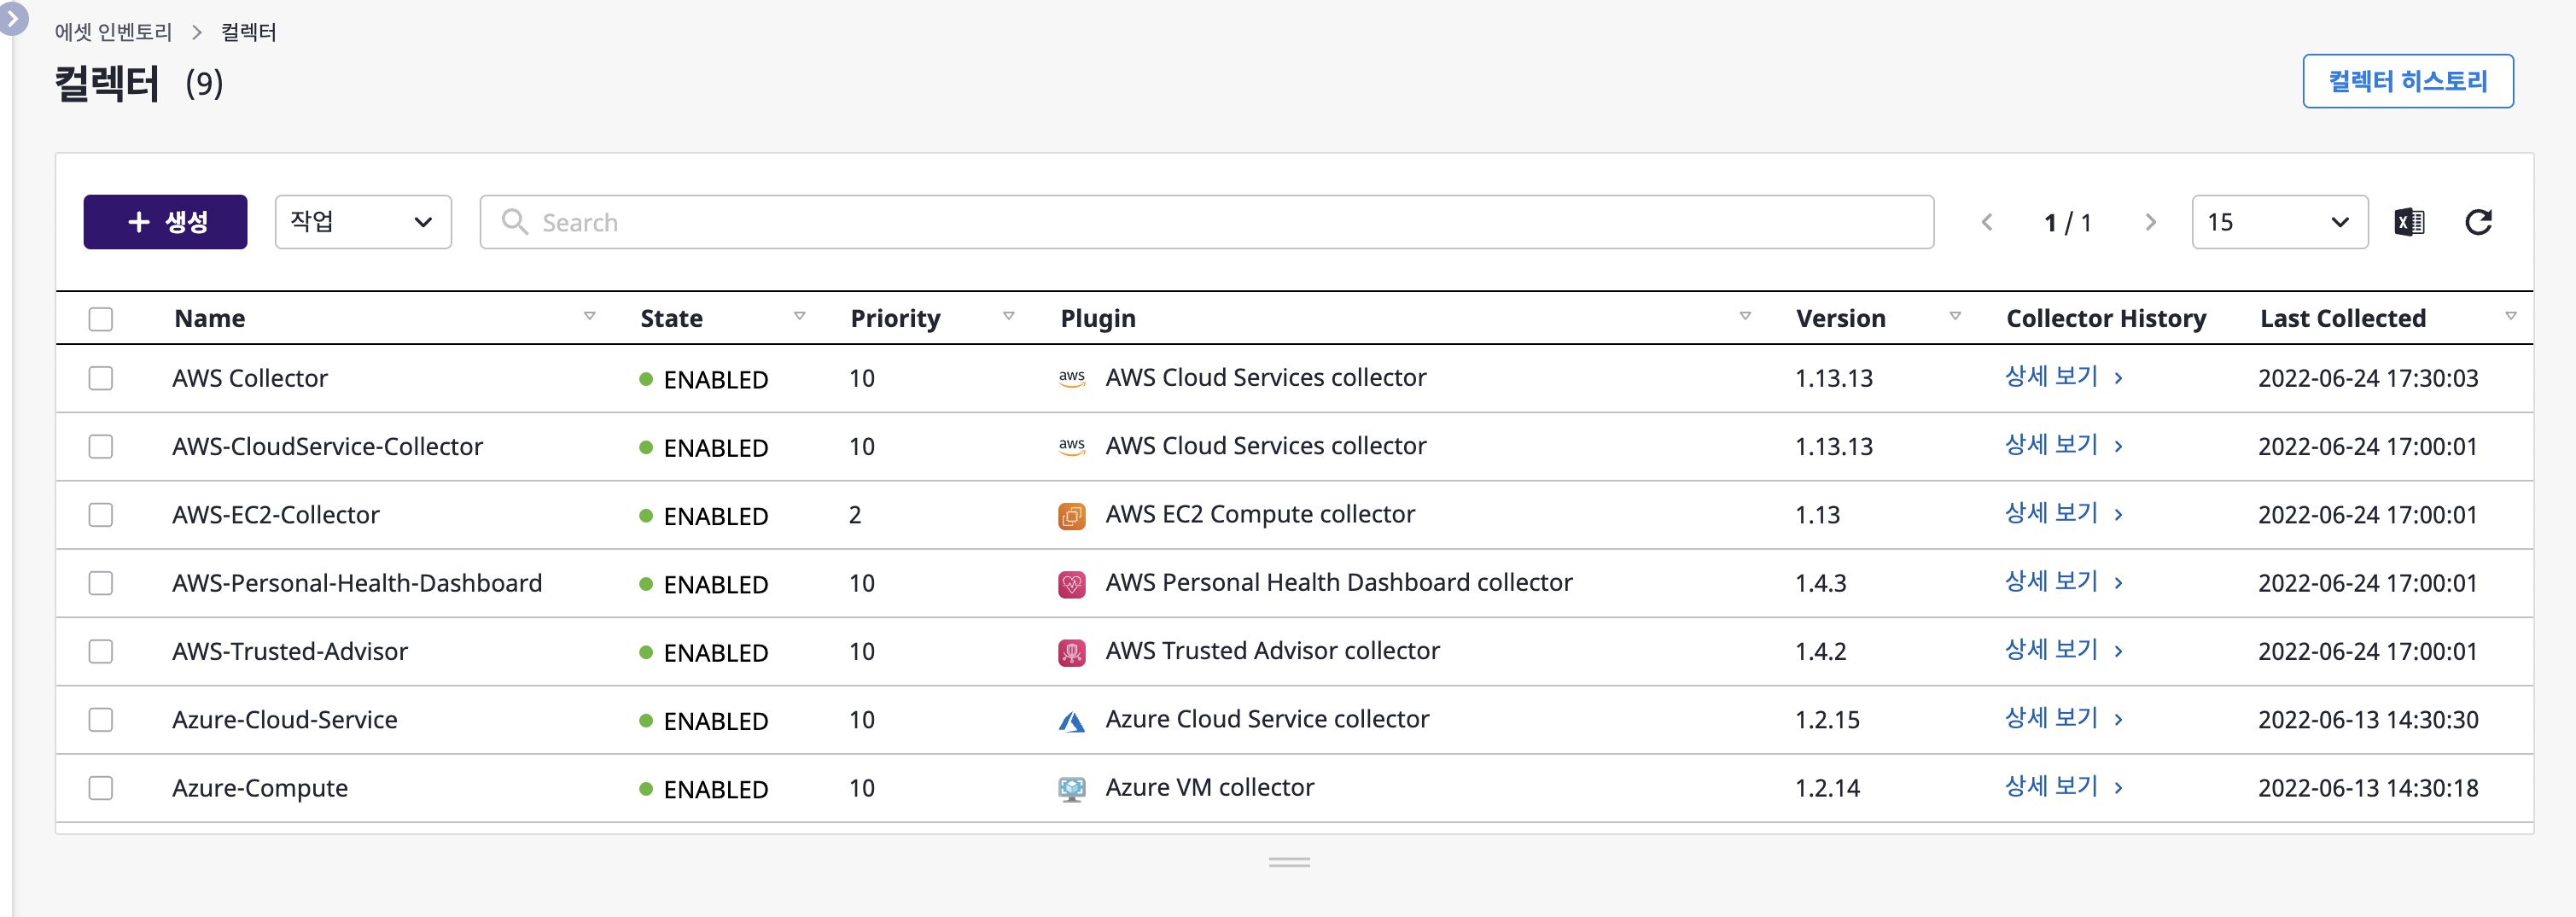 에셋 인벤토리 > 컬렉터
컬렉터 (9)
컬렉터 히스토리
+ 생성 작업 Search 1 / 1 15
Name State Priority Plugin Version Collector History Last Collected
AWS Collector ENABLED 10 aws AWS Cloud Services collector 1.13.13 상세 보기 > 2022-06-24 17:30:03
AWS-CloudService-Collector ENABLED 10 aws AWS Cloud Services collector 1.13.13 상세 보기 > 2022-06-24 17:00:01
AWS-EC2-Collector ENABLED 2 AWS EC2 Compute collector 1.13 상세 보기 > 2022-06-24 17:00:01
AWS-Personal-Health-Dashboard ENABLED 10 AWS Personal Health Dashboard collector 1.4.3 상세 보기 > 2022-06-24 17:00:01
AWS-Trusted-Advisor ENABLED 10 AWS Trusted Advisor collector 1.4.2 상세 보기 > 2022-06-24 17:00:01
Azure-Cloud-Service ENABLED 10 Azure Cloud Service collector 1.2.15 상세 보기 > 2022-06-13 14:30:30
Azure-Compute ENABLED 10 Azure VM collector 1.2.14 상세 보기 > 2022-06-13 14:30:18